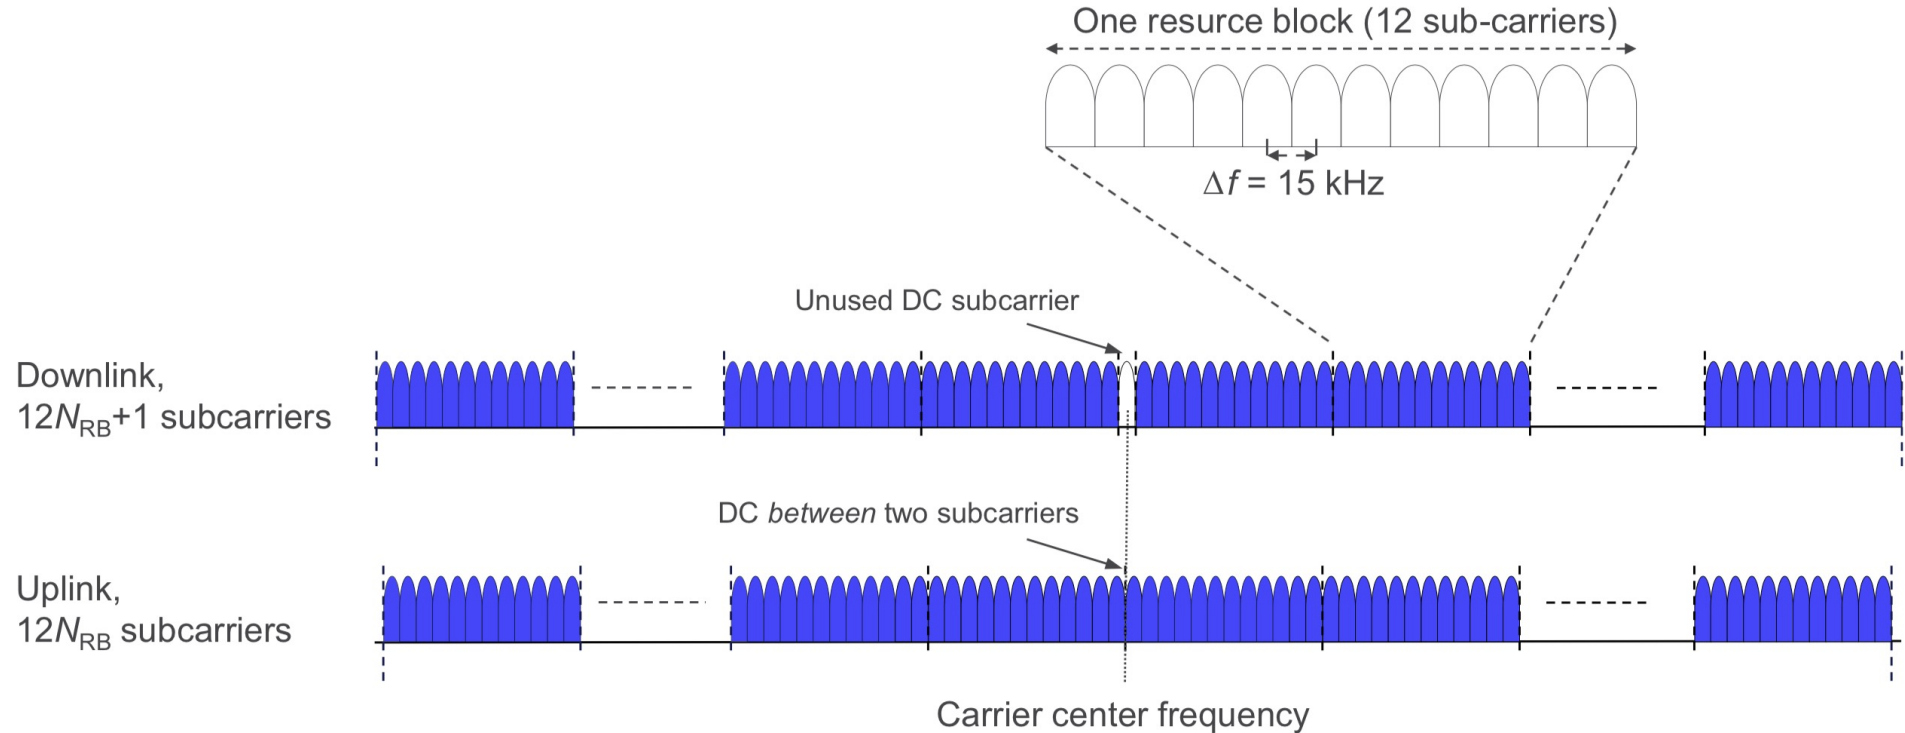 One resurce block (12 sub-carriers)
Δf = 15 kHz
Unused DC subcarrier
Downlink,
12NRB+1 subcarriers
DC between two subcarriers
Uplink,
12NRB subcarriers
Carrier center frequency